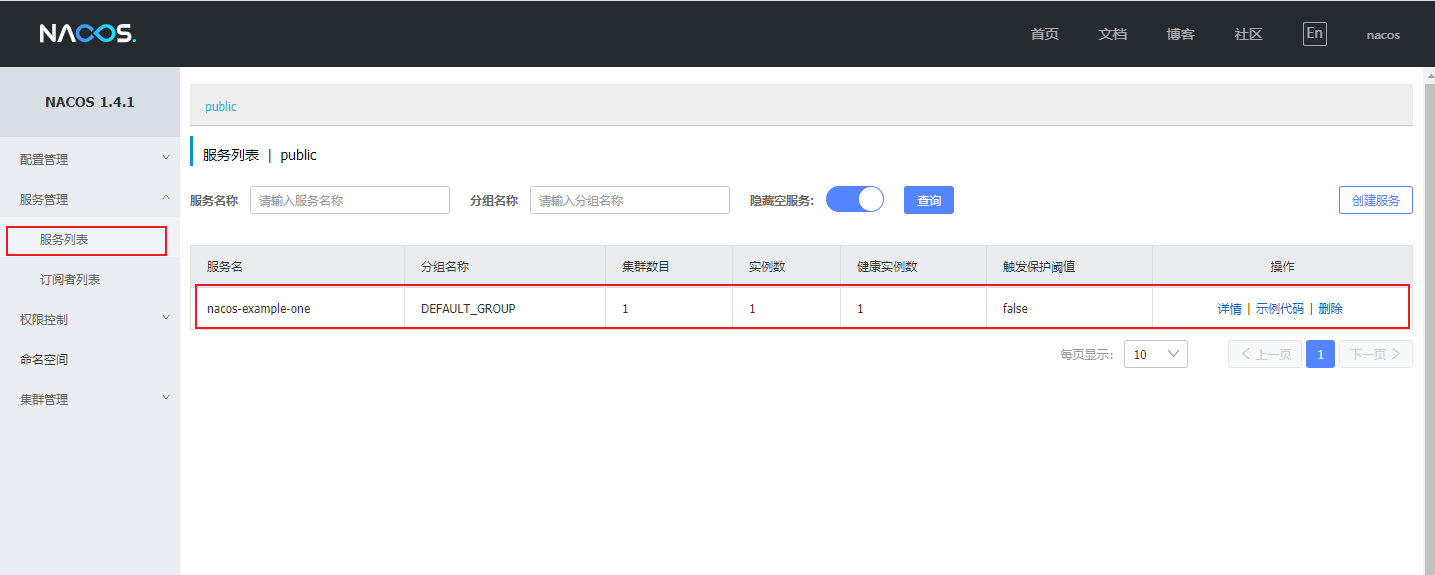 NACOS.
首页 文档 博客 社区 En nacos
NACOS 1.4.1
配置管理
服务管理
服务列表
订阅者列表
权限控制
命名空间
集群管理
public
服务列表 | public
服务名称 请输入服务名称 分组名称 请输入分组名称 隐藏空服务: 查询 创建服务
服务名 分组名称 集群数目 实例数 健康实例数 触发保护阈值 操作
nacos-example-one DEFAULT_GROUP 1 1 1 false 详情 | 示例代码 | 删除
每页显示: 10 上一页 1 下一页